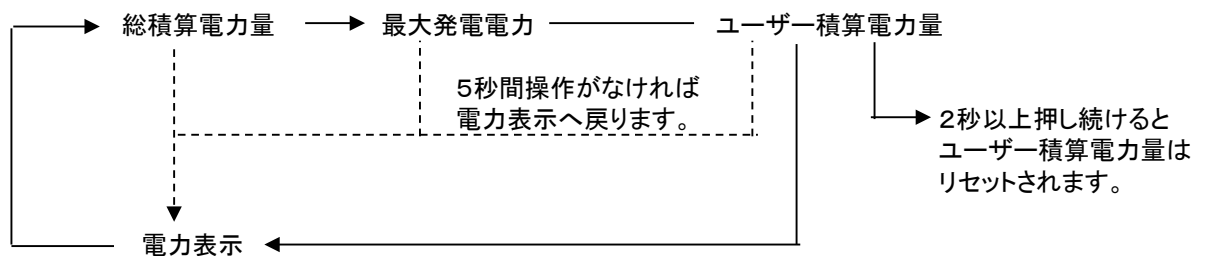 総積算電力量
最大発電電力
ユーザー積算電力量
5秒間操作がなければ
電力表示へ戻ります。
2秒以上押し続けると
ユーザー積算電力量は
リセットされます。
電力表示